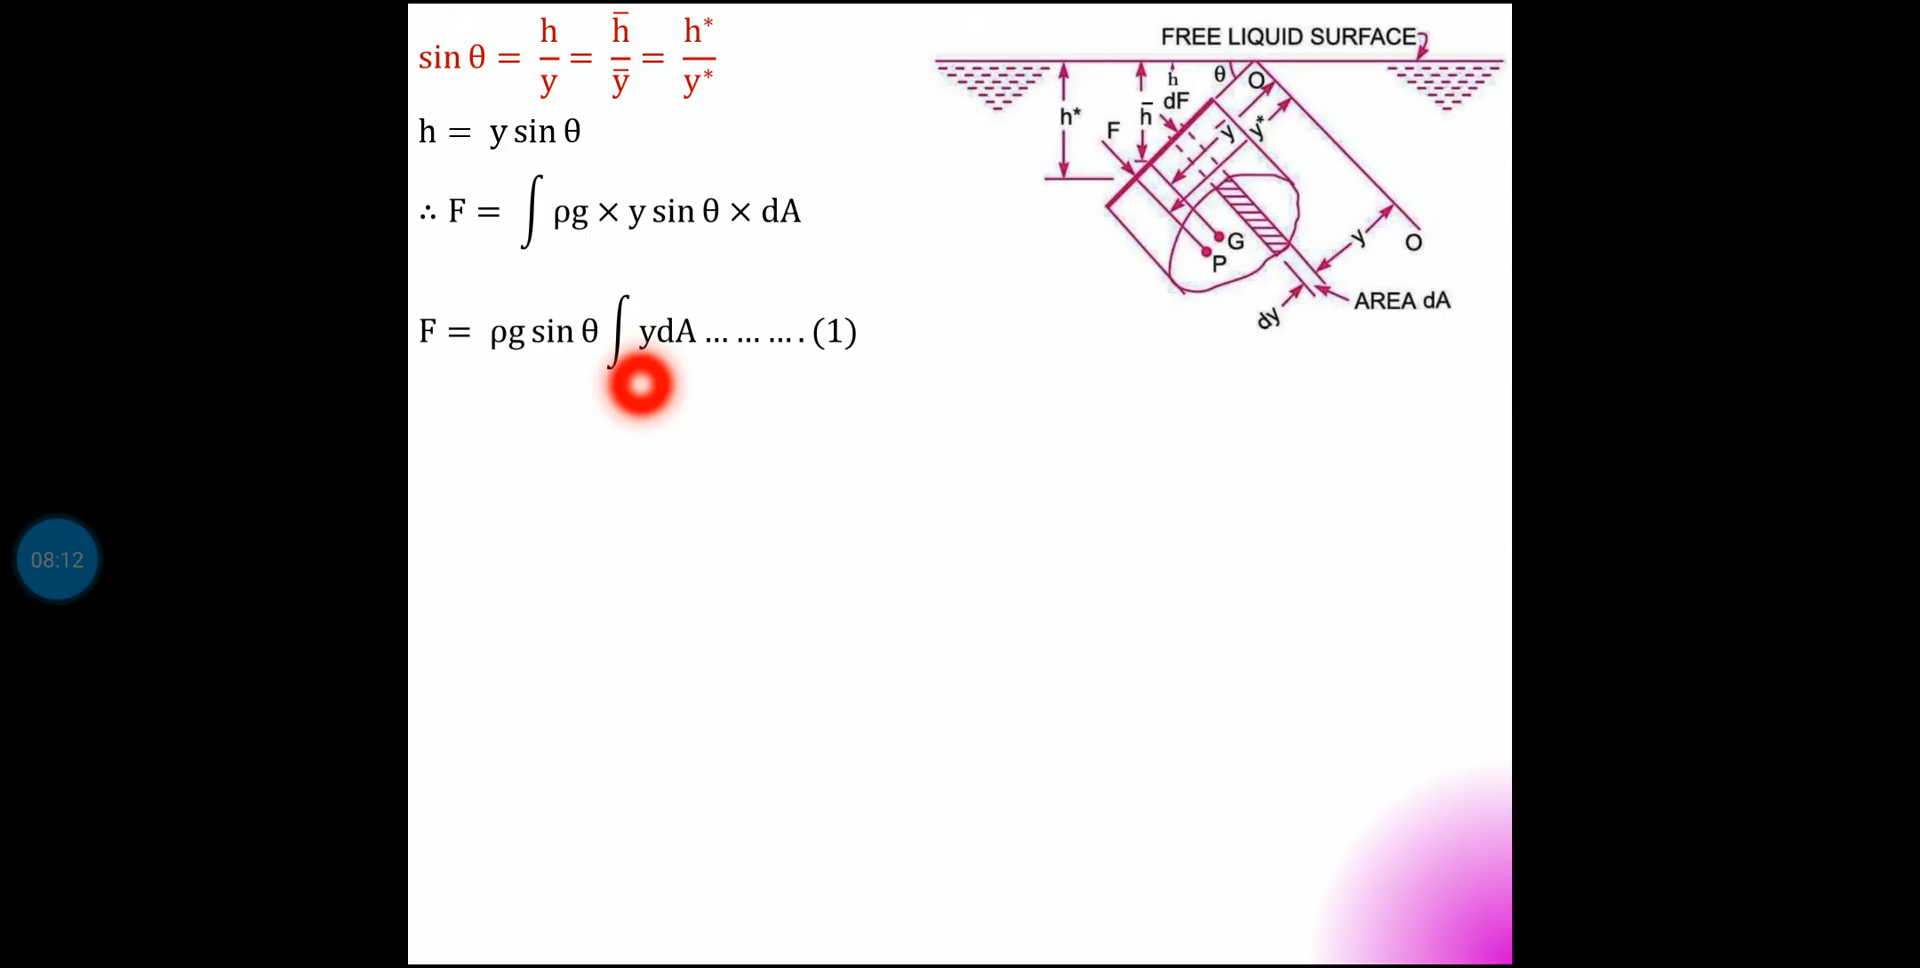 sin θ = h/y = h̄/ȳ = h*/y*
h = y sin θ
∴ F = ∫ ρg × y sin θ × dA
F = ρg sin θ ∫ ydA ... ... ... . (1)
FREE LIQUID SURFACE
θ
O
h
dF
h̄
h*
F
y
y*
G
P
y
O
AREA dA
dy
08:12